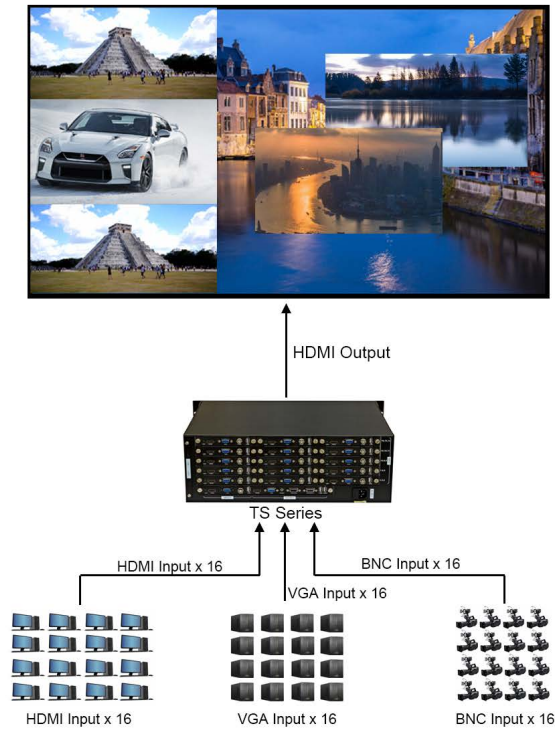 HDMI Output
TS Series
HDMI Input x 16
VGA Input x 16
BNC Input x 16
HDMI Input x 16
VGA Input x 16
BNC Input x 16